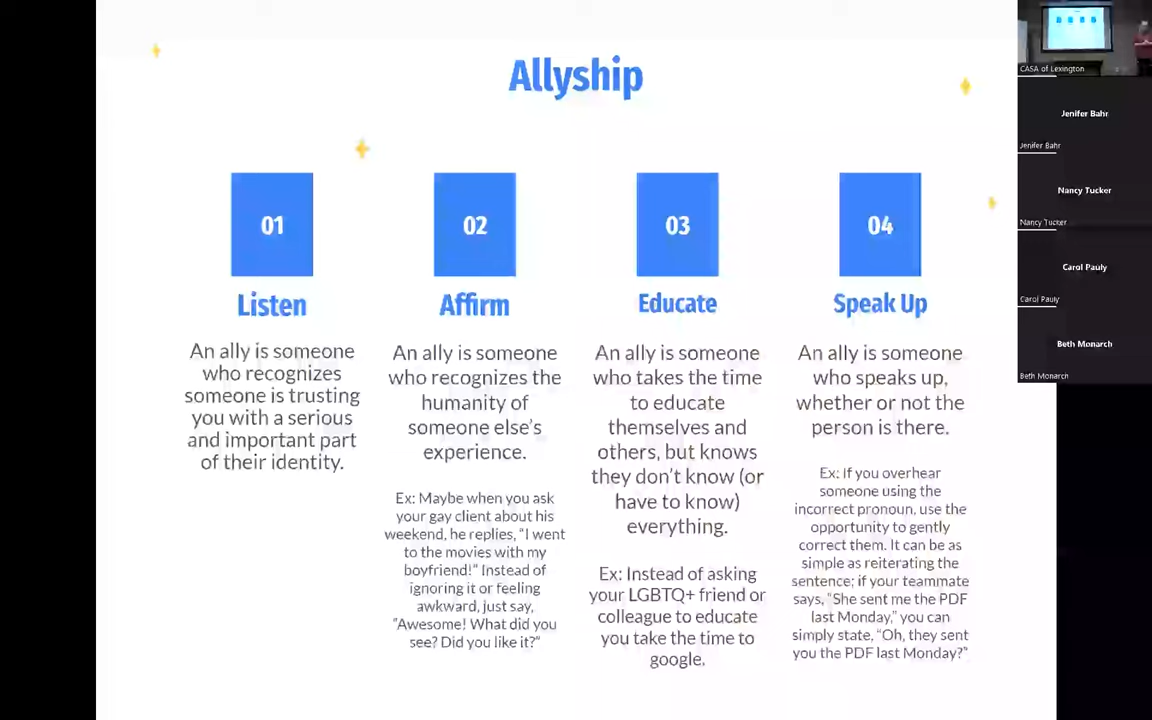 Allyship
01
Listen
An ally is someone
who recognizes
someone is trusting
you with a serious
and important part
of their identity.
02
Affirm
An ally is someone
who recognizes the
humanity of
someone else's
experience.
Ex: Maybe when you ask
your gay client about his
weekend, he replies, "I went
to the movies with my
boyfriend!" Instead of
ignoring it or feeling
awkward, just say,
"Awesome! What did you
see? Did you like it?"
03
Educate
An ally is someone
who takes the time
to educate
themselves and
others, but knows
they don't know (or
have to know)
everything.
Ex: Instead of asking
your LGBTQ+ friend or
colleague to educate
you take the time to
google.
04
Speak Up
An ally is someone
who speaks up,
whether or not the
person is there.
Ex: If you overhear
someone using the
incorrect pronoun, use the
opportunity to gently
correct them. It can be as
simple as reiterating the
sentence; if your teammate
says, "She sent me the PDF
last Monday," you can
simply state, "Oh, they sent
you the PDF last Monday?"
CASA of Lexington
Jenifer Bahr
Jenifer Bahr
Nancy Tucker
Nancy Tucker
Carol Pauly
Carol Pauly
Beth Monarch
Beth Monarch